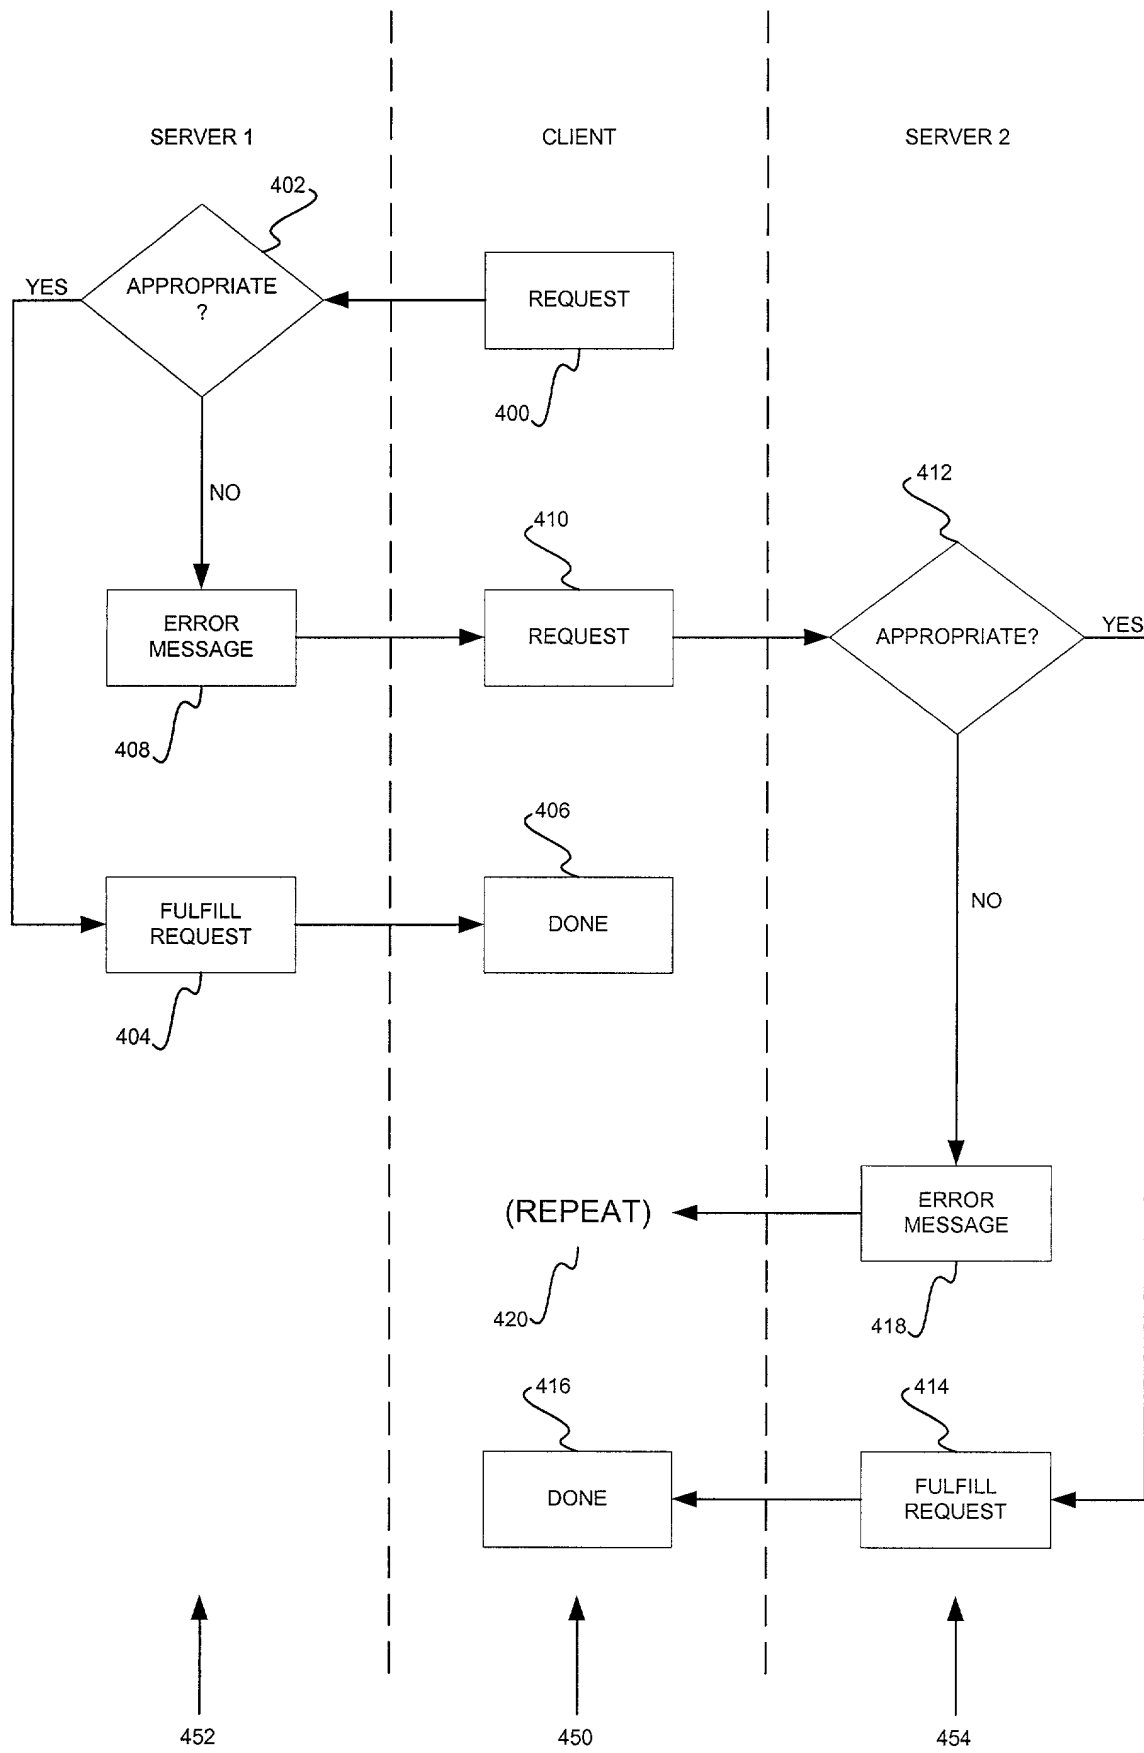 SERVER 1
CLIENT
SERVER 2
402
YES
APPROPRIATE
?
REQUEST
400
NO
412
410
ERROR
MESSAGE
REQUEST
APPROPRIATE?
YES
408
406
FULFILL
REQUEST
DONE
NO
404
(REPEAT)
ERROR
MESSAGE
420
418
416
414
DONE
FULFILL
REQUEST
452
450
454